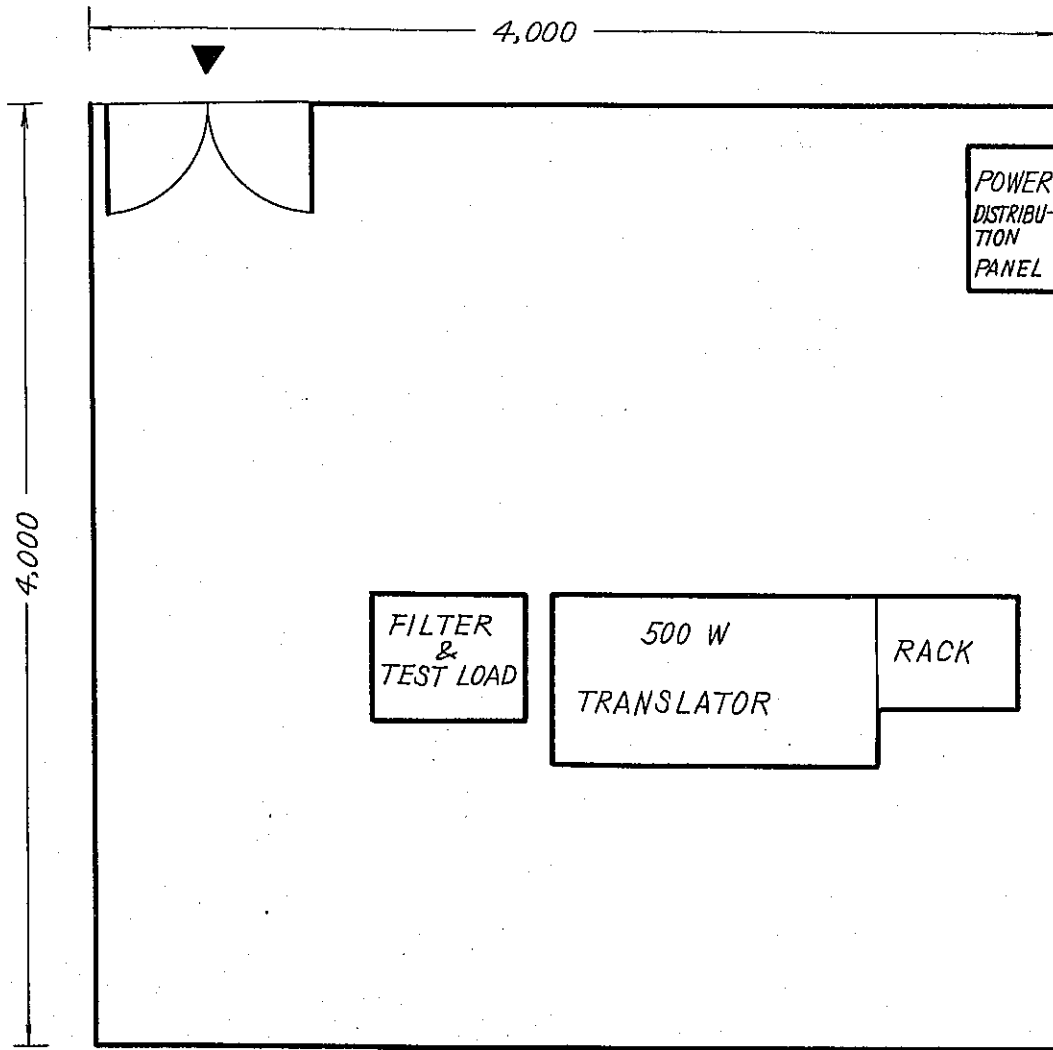 4,000
POWER
DISTRIBU-
TION
PANEL
4,000
FILTER
&
TEST LOAD
500 W
TRANSLATOR
RACK